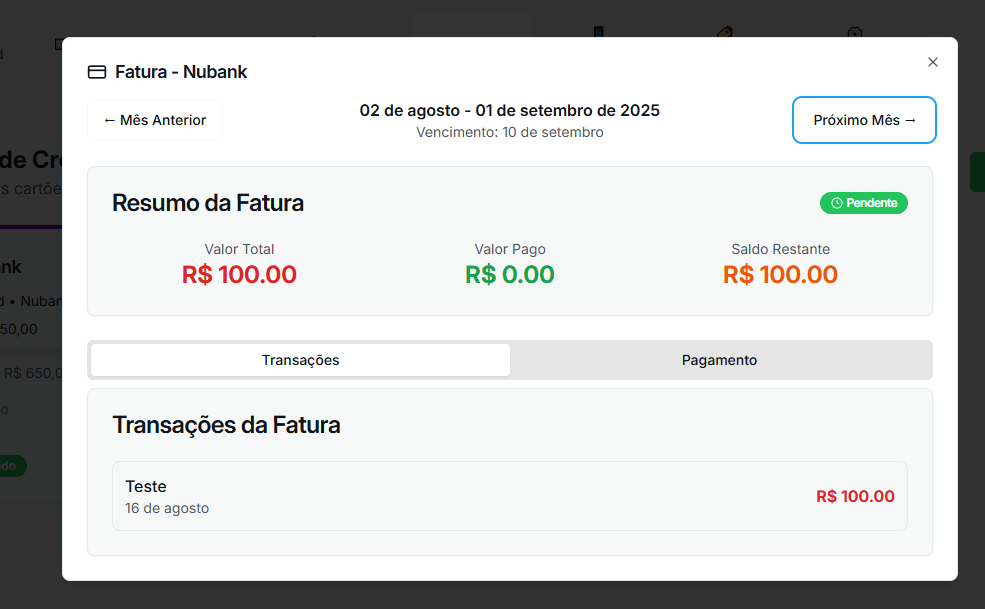 Fatura - Nubank
← Mês Anterior
02 de agosto - 01 de setembro de 2025
Vencimento: 10 de setembro
Próximo Mês →
de Cr
s cartõe
Resumo da Fatura
Pendente
Valor Total
Valor Pago
Saldo Restante
R$ 100.00
R$ 0.00
R$ 100.00
nk
d • Nuban
50,00
R$ 650,0
o
do
Transações
Pagamento
Transações da Fatura
Teste
16 de agosto
R$ 100.00